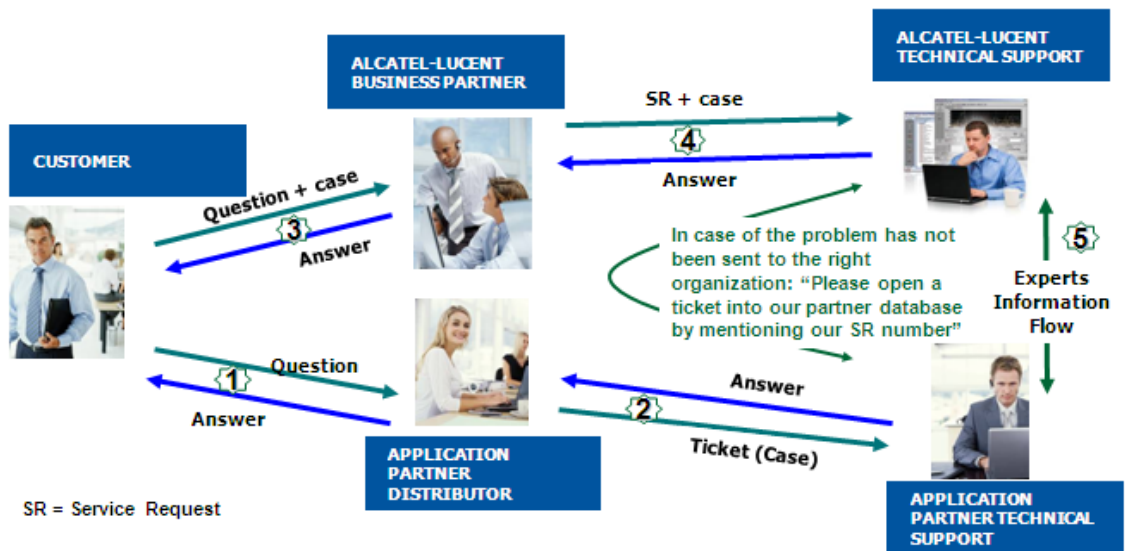 ALCATEL-LUCENT
TECHNICAL SUPPORT
ALCATEL-LUCENT
BUSINESS PARTNER
SR + case
4
Answer
CUSTOMER
Question + case
3
Answer
In case of the problem has not
been sent to the right
organization: “Please open a
ticket into our partner database
by mentioning our SR number”
5
Experts
Information
Flow
Question
1
Answer
Answer
2
Ticket (Case)
APPLICATION
PARTNER
DISTRIBUTOR
APPLICATION
PARTNER TECHNICAL
SUPPORT
SR = Service Request